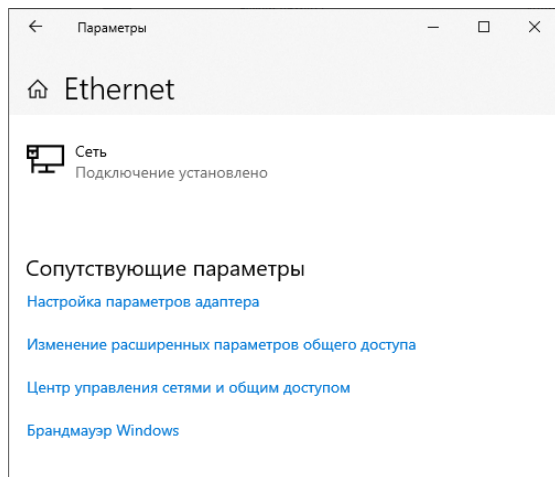 Параметры
Ethernet
Сеть
Подключение установлено
Сопутствующие параметры
Настройка параметров адаптера
Изменение расширенных параметров общего доступа
Центр управления сетями и общим доступом
Брандмауэр Windows